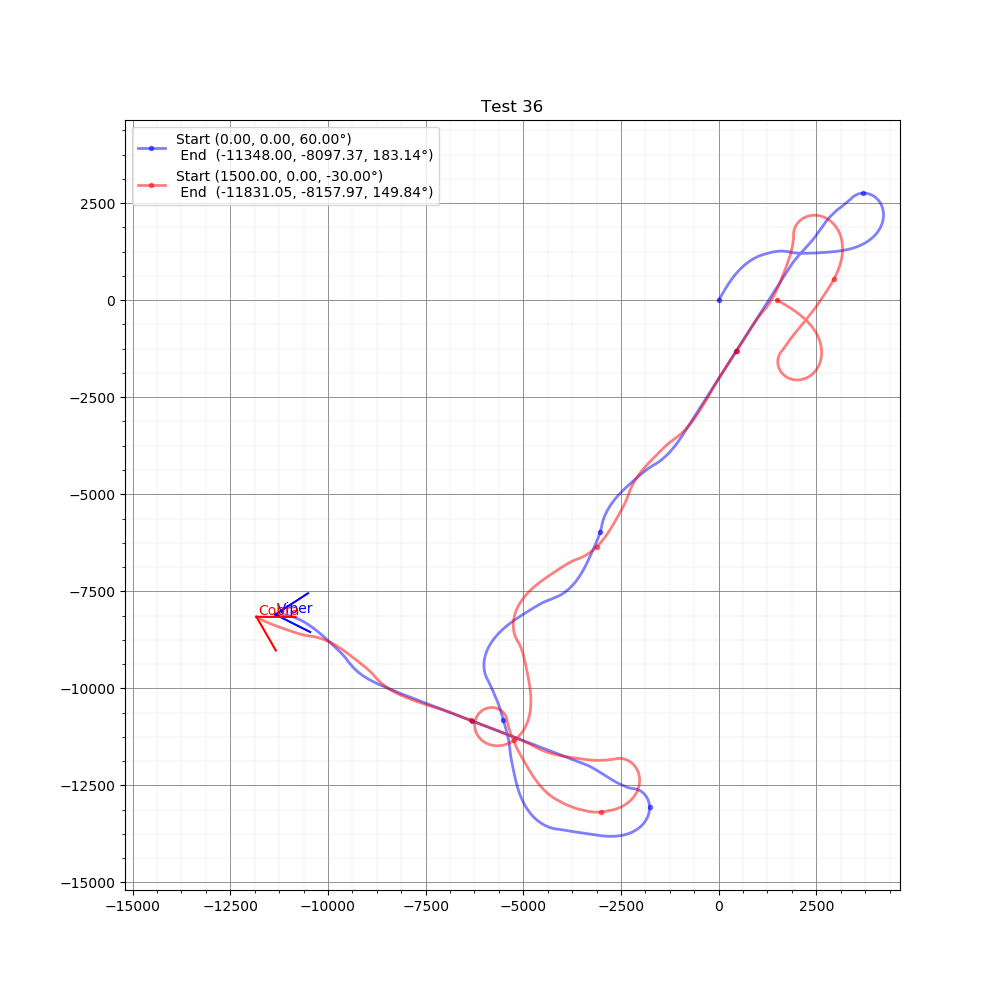 Test 36
Start (0.00, 0.00, 60.00°)
End (-11348.00, -8097.37, 183.14°)
Start (1500.00, 0.00, -30.00°)
End (-11831.05, -8157.97, 149.84°)
2500
0
−2500
−5000
−7500
−10000
−12500
−15000
−15000 −12500 −10000 −7500 −5000 −2500 0 2500